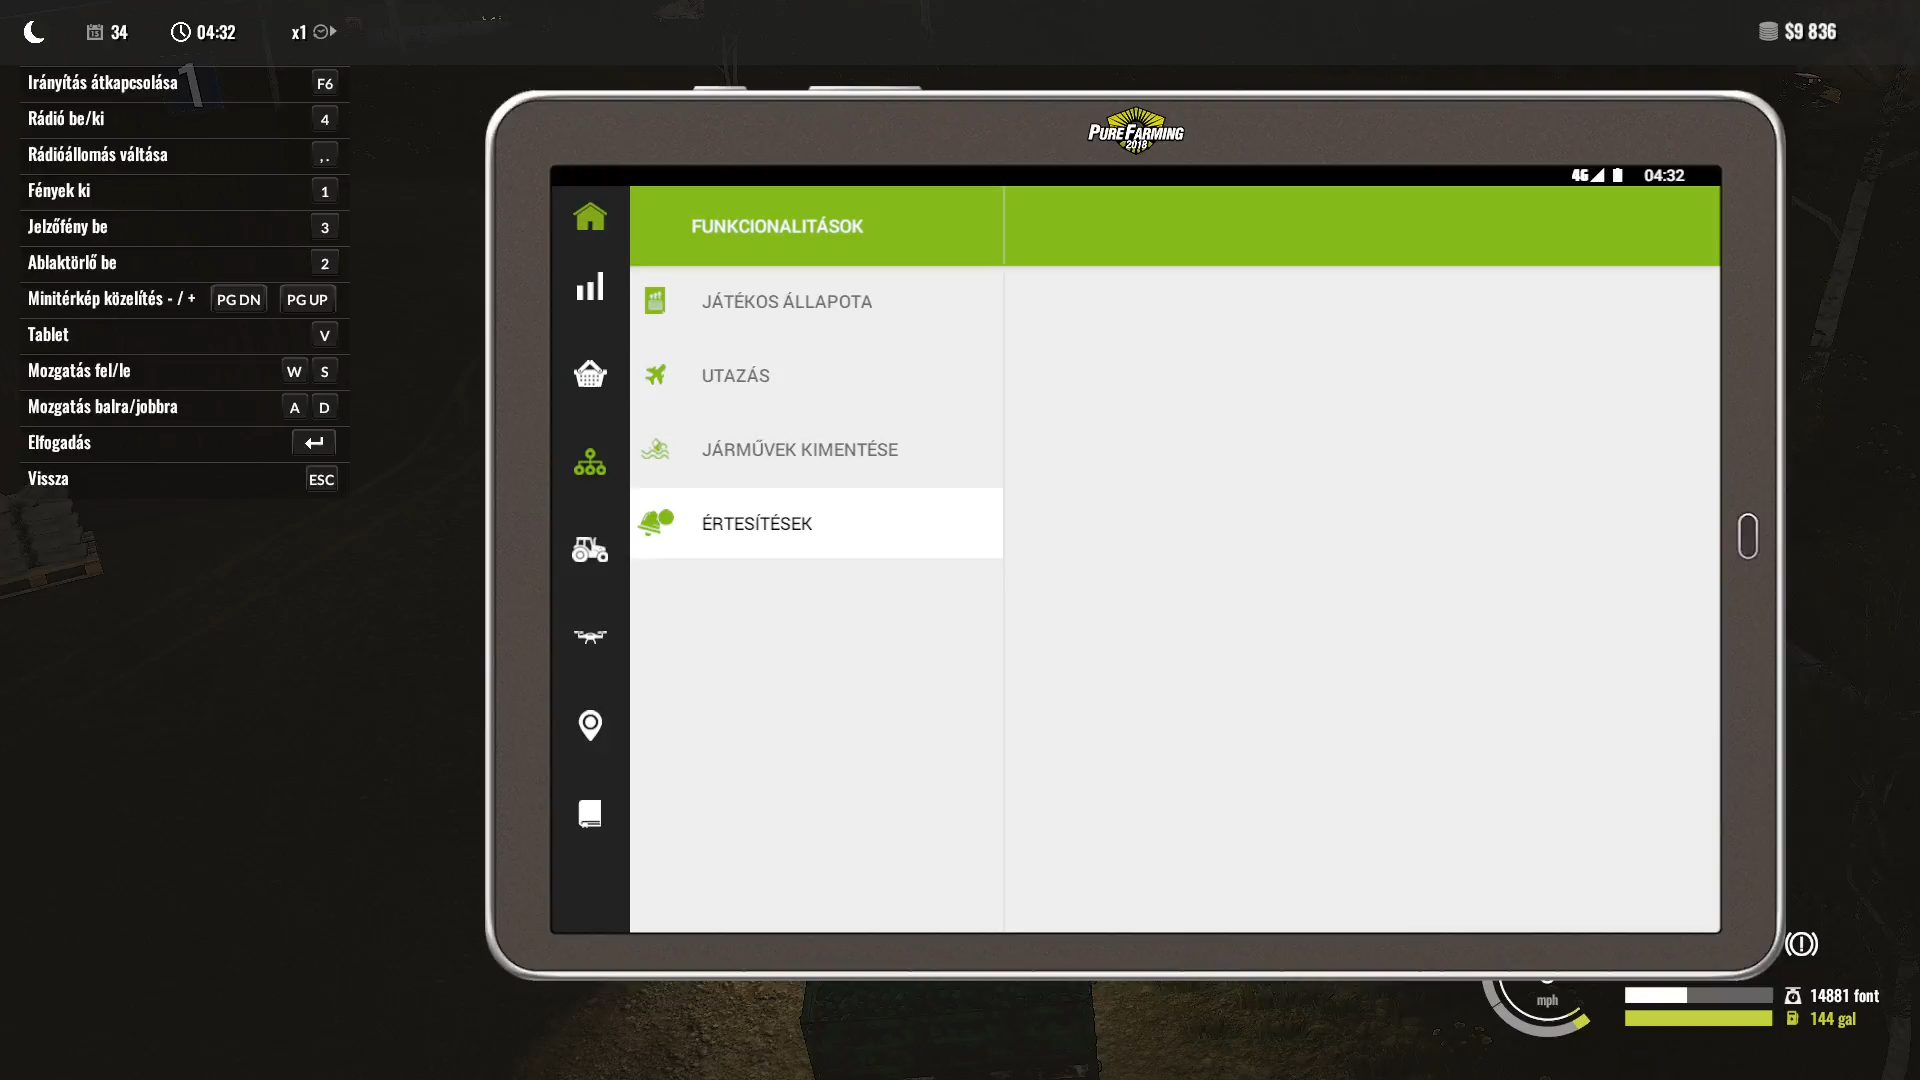 34
04:32
x1
$9 836
Irányítás átkapcsolása F6
Rádió be/ki 4
Rádióállomás váltása , .
Fények ki 1
Jelzőfény be 3
Ablaktörlő be 2
Minitérkép közelítés - / + PG DN PG UP
Tablet V
Mozgatás fel/le W S
Mozgatás balra/jobbra A D
Elfogadás
Vissza ESC
1
PURE FARMING
2018
4G 04:32
FUNKCIONALITÁSOK
JÁTÉKOS ÁLLAPOTA
UTAZÁS
JÁRMŰVEK KIMENTÉSE
ÉRTESÍTÉSEK
mph
14881 font
144 gal